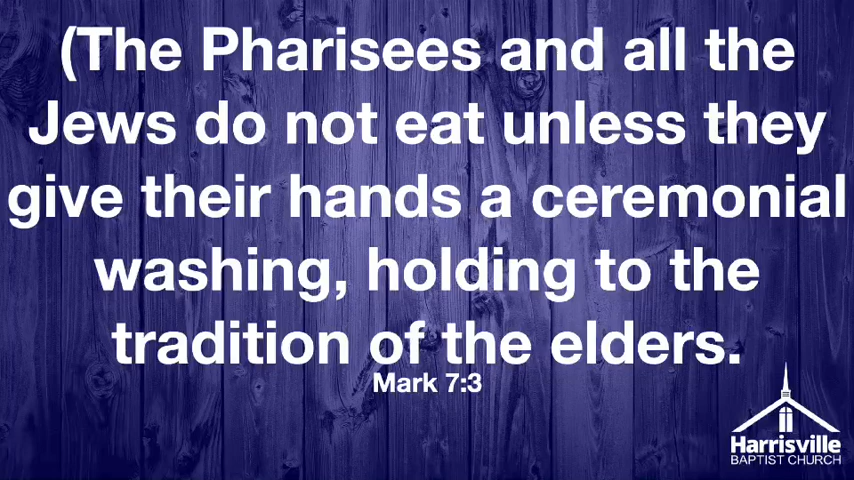 (The Pharisees and all the
Jews do not eat unless they
give their hands a ceremonial
washing, holding to the
tradition of the elders.
Mark 7:3
Harrisville
BAPTIST CHURCH